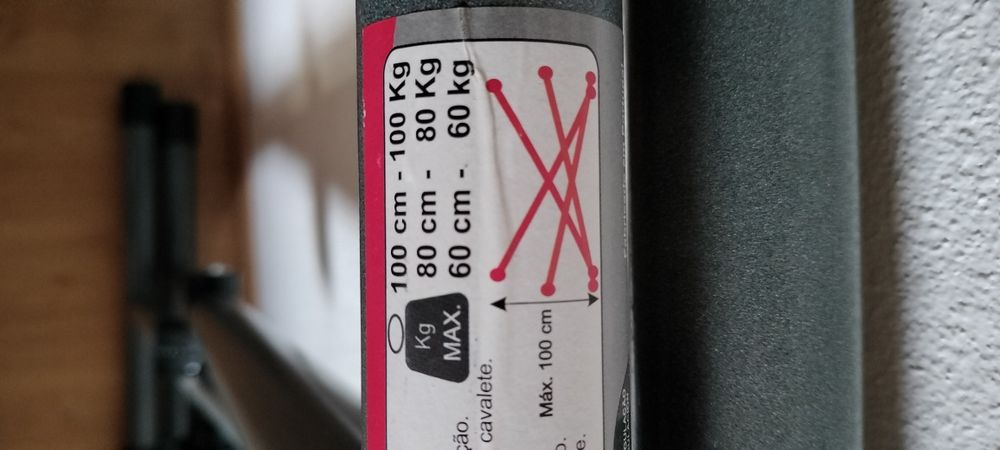 100 cm - 100 Kg
80 cm - 80 Kg
60 cm - 60 kg
Kg
MAX.
ção.
cavalete.
Máx. 100 cm
o.
e.